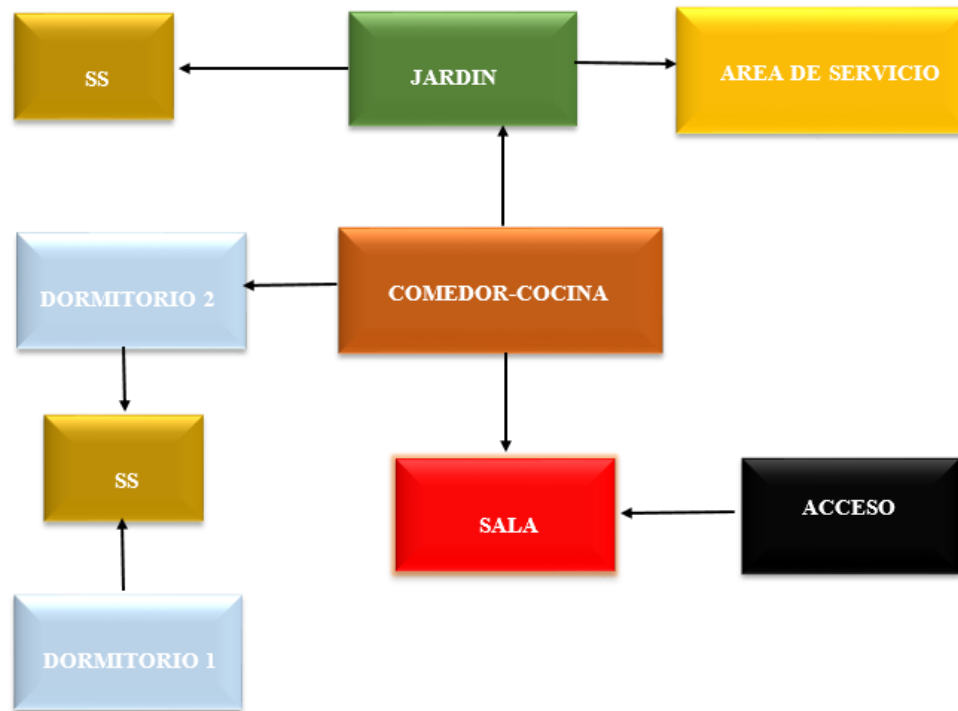 SS
JARDIN
AREA DE SERVICIO
DORMITORIO 2
COMEDOR-COCINA
SS
SALA
ACCESO
DORMITORIO 1